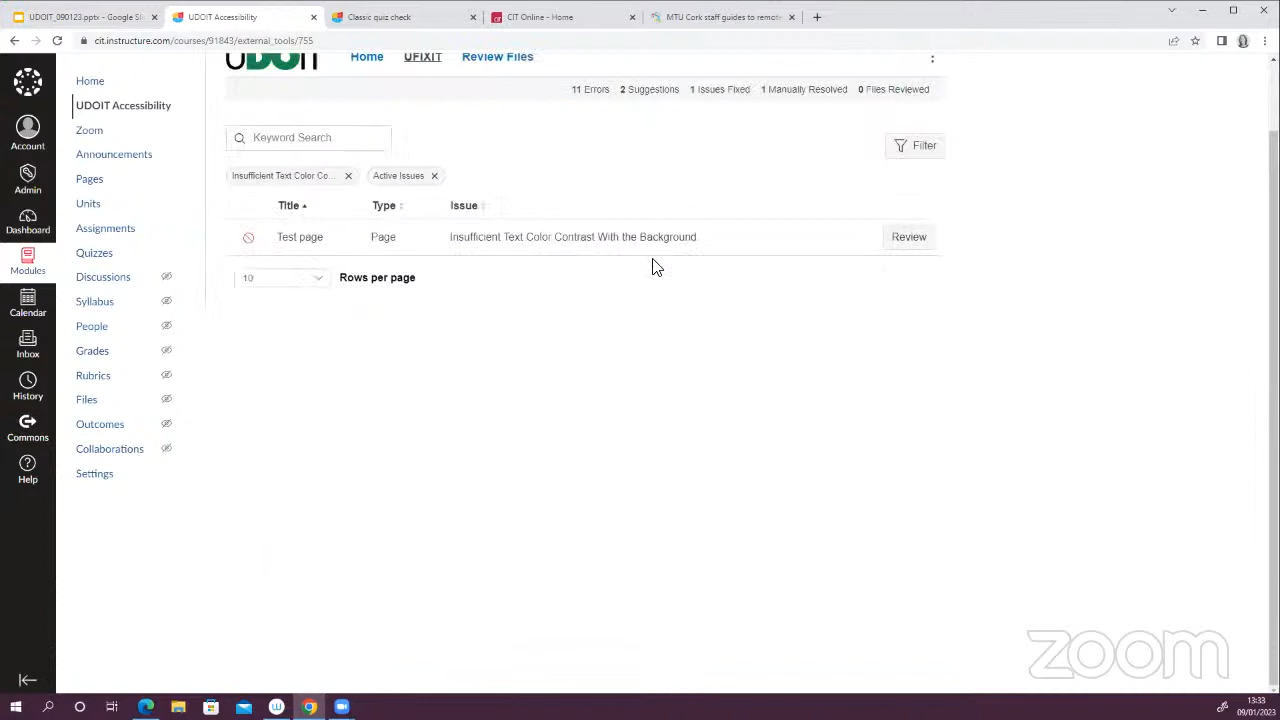 UDOIT_090123.pptx - Google Sli
UDOIT Accessibility
Classic quiz check
CIT Online - Home
MTU Cork staff guides to remote
cit.instructure.com/courses/91843/external_tools/755
Account
Admin
Dashboard
Modules
Calendar
Inbox
History
Commons
Help
Home
UDOIT Accessibility
Zoom
Announcements
Pages
Units
Assignments
Quizzes
Discussions
Syllabus
People
Grades
Rubrics
Files
Outcomes
Collaborations
Settings
UDOIT Home UFIXIT Review Files
11 Errors 2 Suggestions 1 Issues Fixed 1 Manually Resolved 0 Files Reviewed
Keyword Search
Filter
Insufficient Text Color Co... Active Issues
Title Type Issue
Test page Page Insufficient Text Color Contrast With the Background Review
10 Rows per page
zoom
13:33
09/01/2023